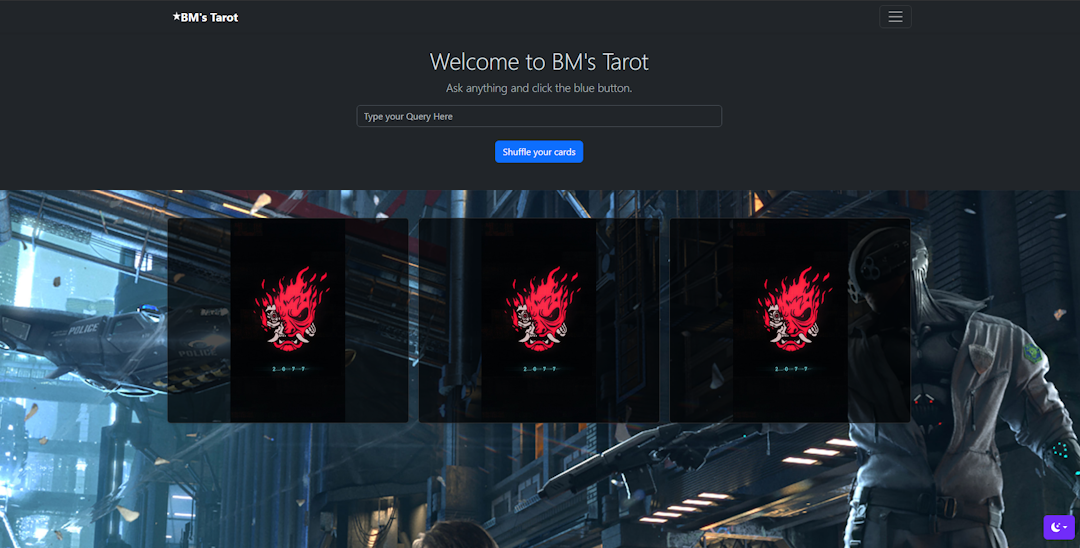 ★BM's Tarot
Welcome to BM's Tarot
Ask anything and click the blue button.
Type your Query Here
Shuffle your cards
POLICE
POLICE
2...0...7...7
2...0...7...7
2...0...7...7